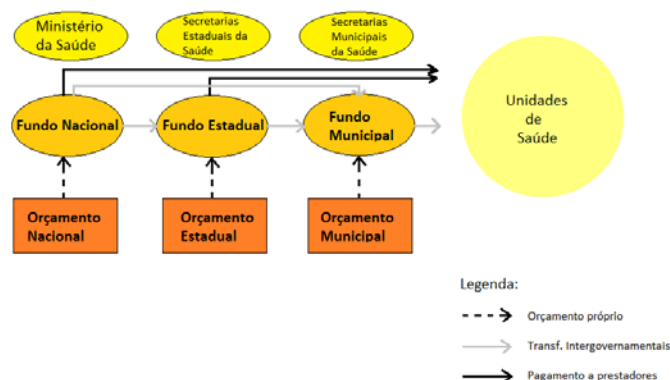 Ministério
da Saúde
Secretarias
Estaduais da
Saúde
Secretarias
Municipais
da Saúde
Fundo Nacional
Fundo Estadual
Fundo
Municipal
Unidades
de
Saúde
Orçamento
Nacional
Orçamento
Estadual
Orçamento
Municipal
Legenda:
Orçamento próprio
Transf. Intergovernamentais
Pagamento a prestadores